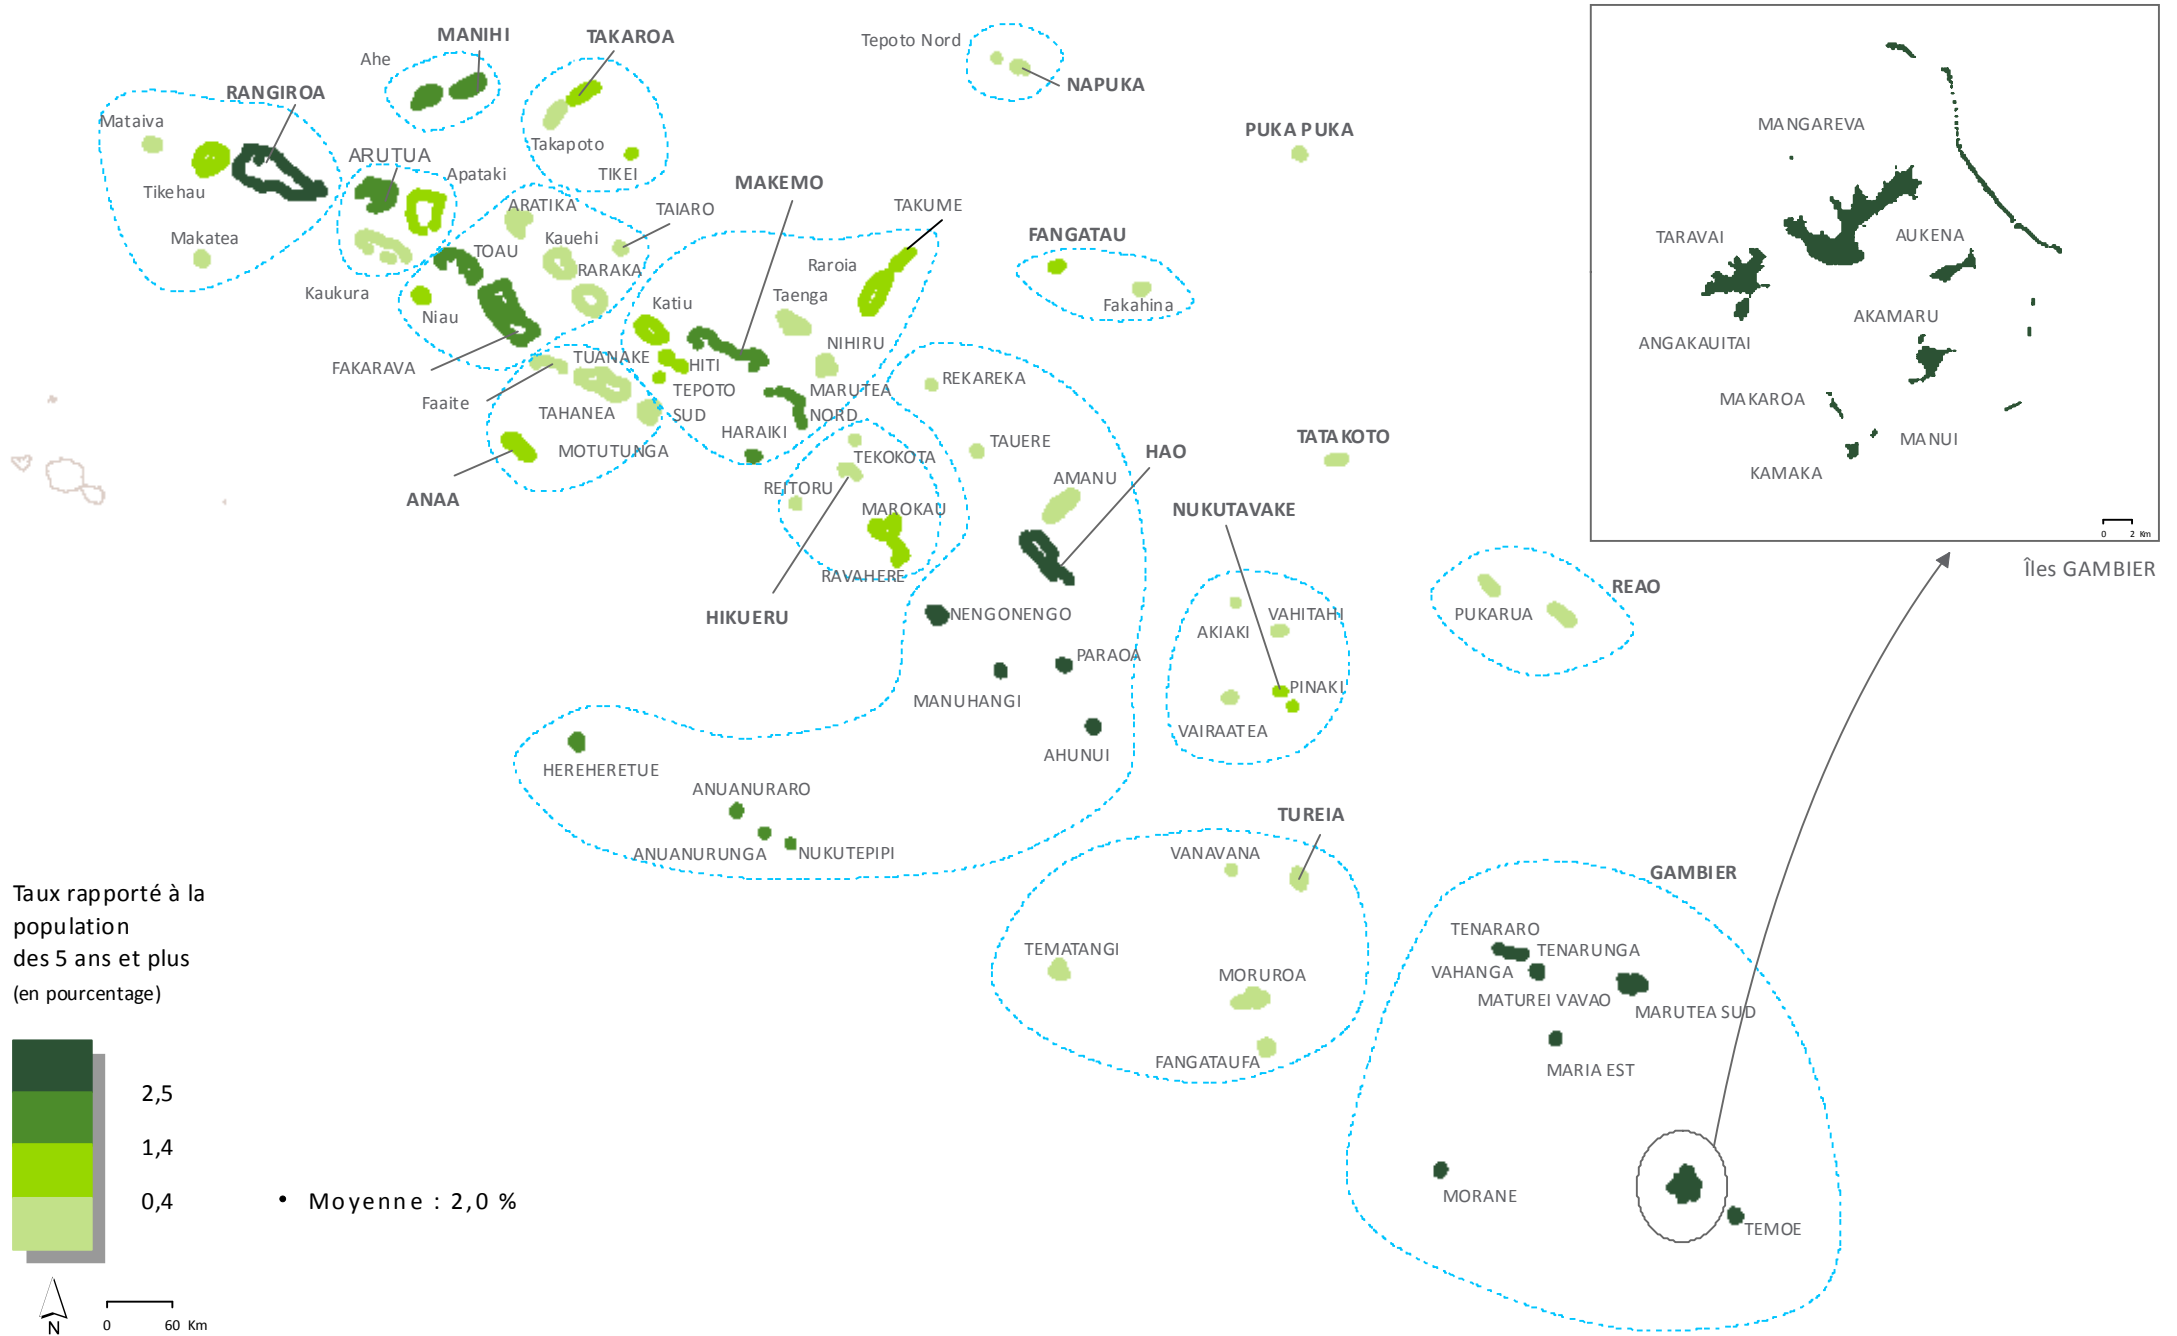 MANIHI
TAKAROA
Ahe
Tepoto Nord
NAPUKA
RANGIROA
Mataiva
Takapoto
PUKA PUKA
MANGAREVA
ARUTUA
Apataki
TIKEI
Tikehau
MAKEMO
ARATIKA
TAIARO
TAKUME
Makatea
Kauehi
TOAU
FANGATAU
TARAVAI
AUKENA
RARAKA
Raroia
Kaukura
Niau
Katiu
Taenga
Fakahina
AKAMARU
ANGAKAUITAI
FAKARAVA
TUANAKE
HITI
NIHIRU
REKAREKA
Faaite
TEPOTO
SUD
MARUTEA
NORD
MAKAROA
TAHANEA
HARAIKI
MOTUTUNGA
TEKOKOTA
TAUERE
TATAKOTO
MANUI
HAO
KAMAKA
ANAA
REITORU
AMANU
MAROKAU
NUKUTAVAKE
0 2 Km
Îles GAMBIER
RAVAHERE
REAO
HIKUERU
NENGONENGO
VAHITAHI
AKIAKI
PUKARUA
PARAOA
MANUHANGI
PINAKI
VAIRAATEA
AHUNUI
HEREHERETUE
ANUANURARO
TUREIA
ANUANURUNGA
NUKUTEPIPI
VANAVANA
GAMBIER
Taux rapporté à la
population
des 5 ans et plus
(en pourcentage)
TENARARO
TEMATANGI
TENARUNGA
MORUROA
VAHANGA
MATUREI VAVAO
MARUTEA SUD
FANGATAUFA
MARIA EST
2,5
1,4
0,4
• Moyenne : 2,0 %
MORANE
TEMOE
N
0 60 Km